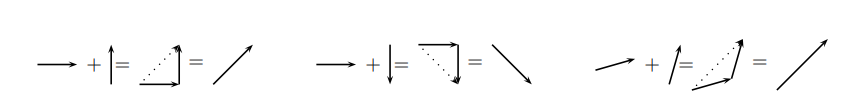 + = = + = = + = =